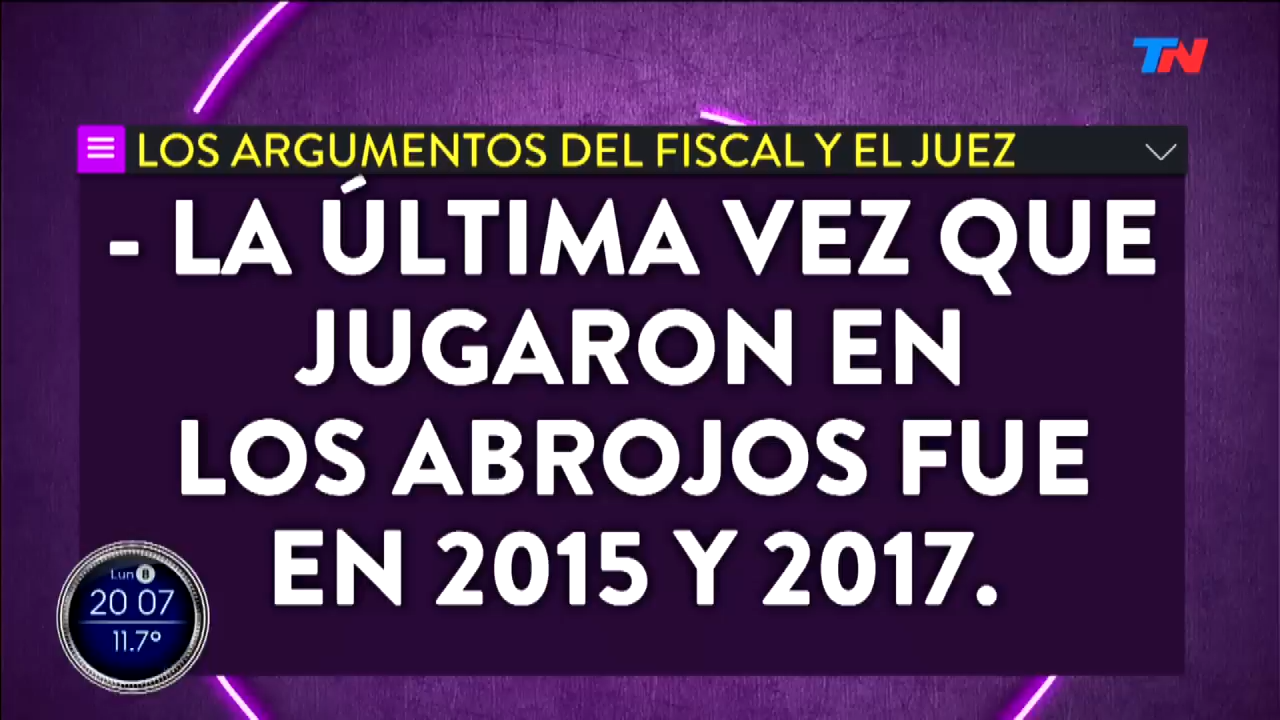 TN
LOS ARGUMENTOS DEL FISCAL Y EL JUEZ
- LA ÚLTIMA VEZ QUE
JUGARON EN
LOS ABROJOS FUE
EN 2015 Y 2017.
Lun 8
20 07
11.7°